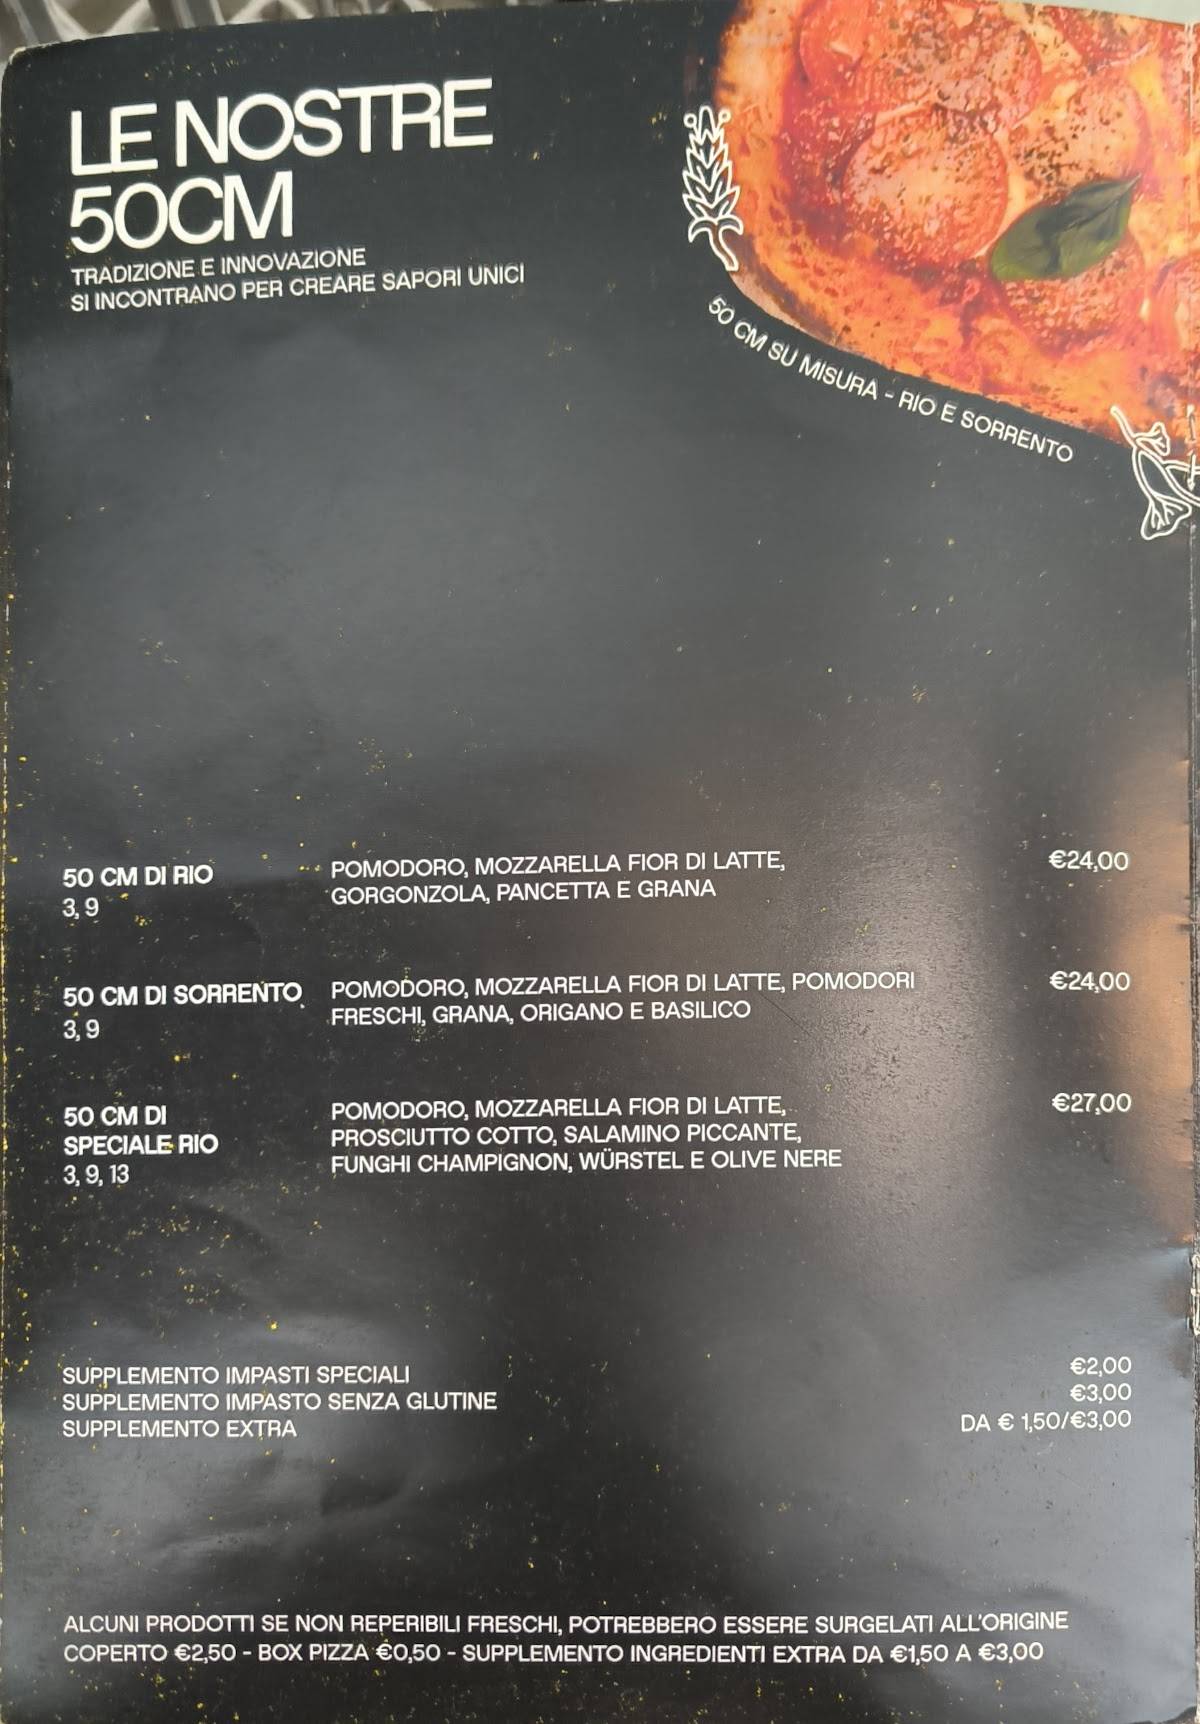 LE NOSTRE
50CM
TRADIZIONE E INNOVAZIONE
SI INCONTRANO PER CREARE SAPORI UNICI
50 CM SU MISURA - RIO E SORRENTO
50 CM DI RIO
3, 9
POMODORO, MOZZARELLA FIOR DI LATTE,
GORGONZOLA, PANCETTA E GRANA
€24,00
50 CM DI SORRENTO
3, 9
POMODORO, MOZZARELLA FIOR DI LATTE, POMODORI
FRESCHI, GRANA, ORIGANO E BASILICO
€24,00
50 CM DI
SPECIALE RIO
3, 9, 13
POMODORO, MOZZARELLA FIOR DI LATTE,
PROSCIUTTO COTTO, SALAMINO PICCANTE,
FUNGHI CHAMPIGNON, WÜRSTEL E OLIVE NERE
€27,00
SUPPLEMENTO IMPASTI SPECIALI €2,00
SUPPLEMENTO IMPASTO SENZA GLUTINE €3,00
SUPPLEMENTO EXTRA DA € 1,50/€3,00
ALCUNI PRODOTTI SE NON REPERIBILI FRESCHI, POTREBBERO ESSERE SURGELATI ALL'ORIGINE
COPERTO €2,50 - BOX PIZZA €0,50 - SUPPLEMENTO INGREDIENTI EXTRA DA €1,50 A €3,00